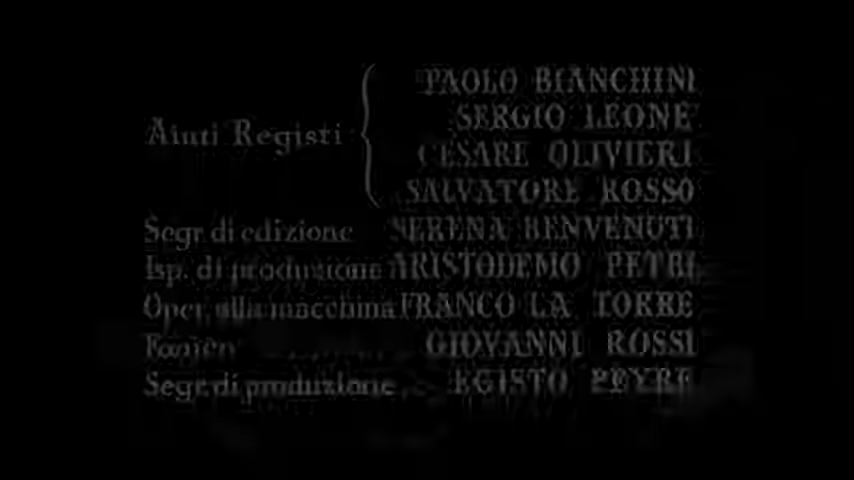 PAOLO BIANCHINI
SERGIO LEONE
Aiuti Registi
CESARE OLIVIERI
SALVATORE ROSSO
Segr. di edizione SERENA BENVENUTI
Isp. di produzione ARISTODEMO PETRI
Oper. alla macchina FRANCO LA TORRE
GIOVANNI ROSSI
Segr. di produzione EGISTO PEYRE